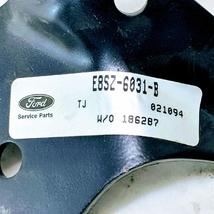 E8SZ-6031-B
Ford
Service Parts
TJ 021094
W/O 186287